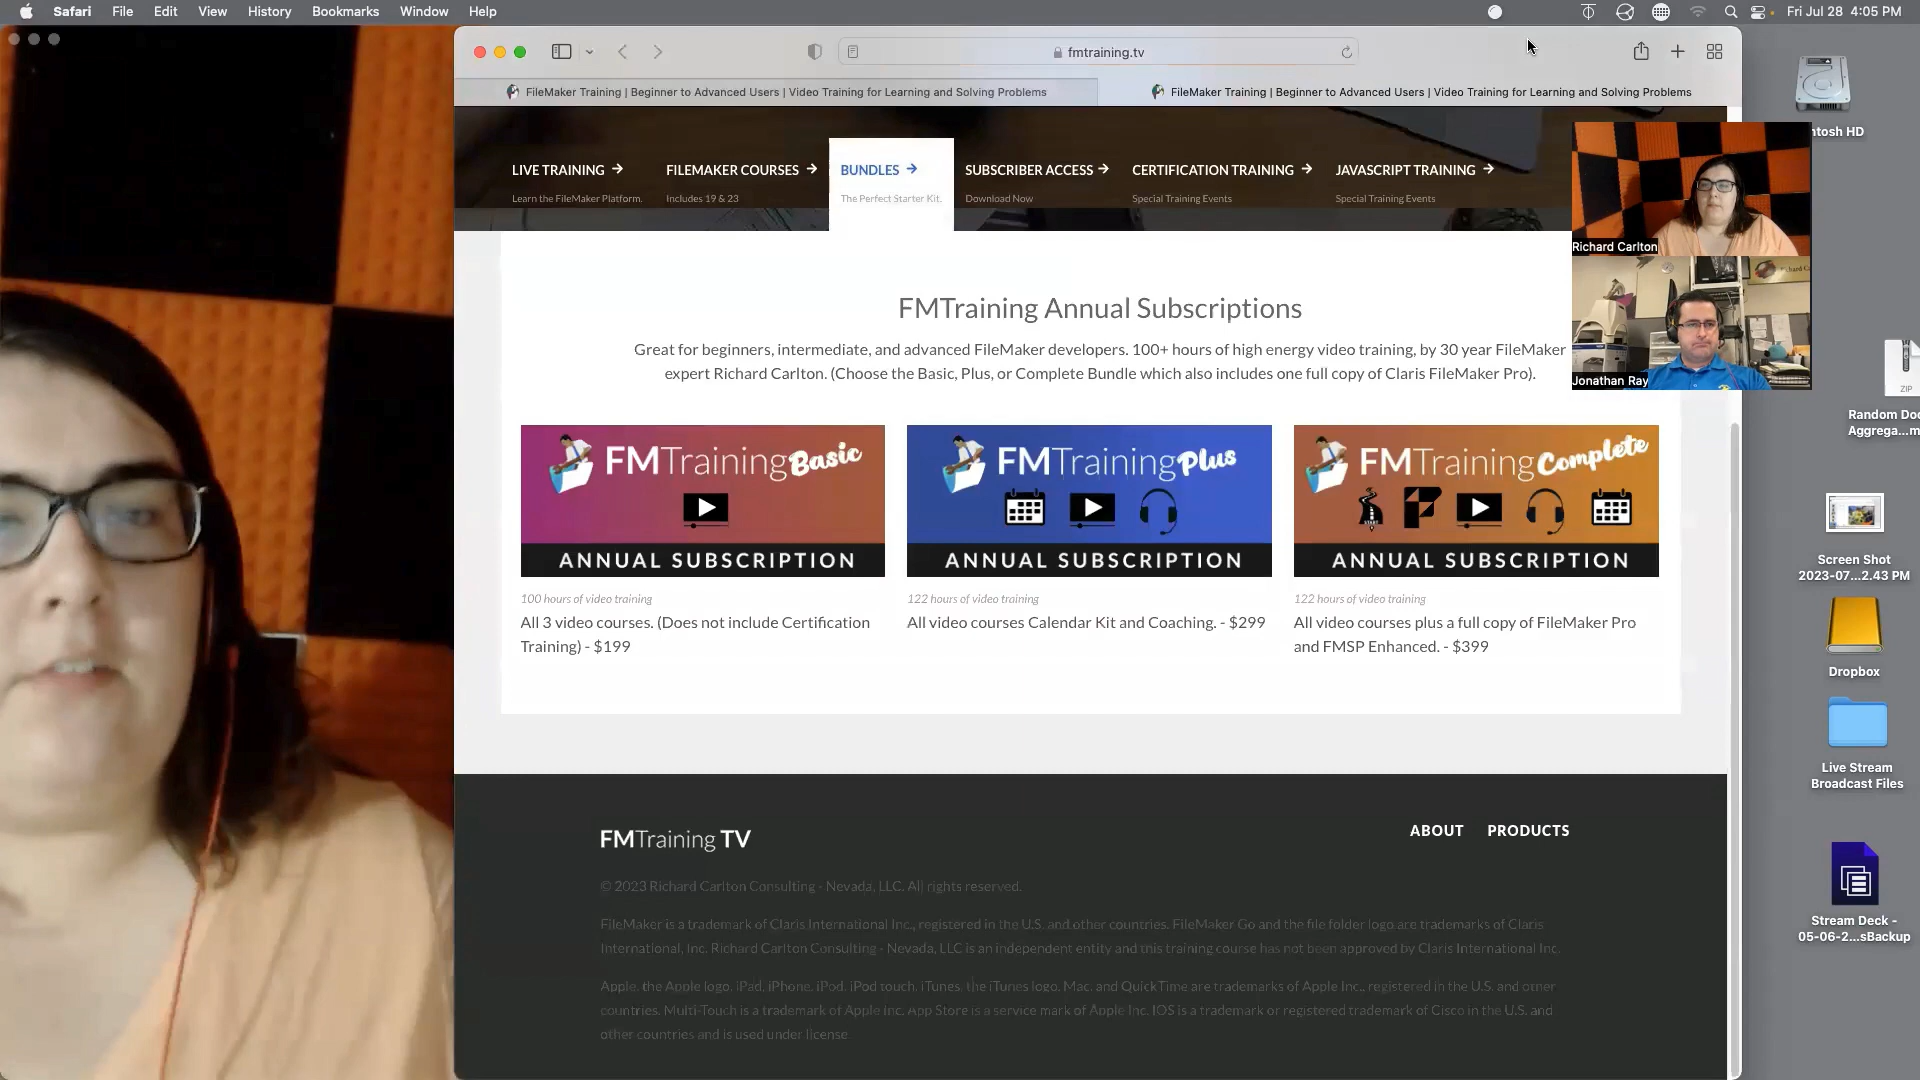 Safari File Edit View History Bookmarks Window Help
Fri Jul 28 4:05 PM
fmtraining.tv
FileMaker Training | Beginner to Advanced Users | Video Training for Learning and Solving Problems
FileMaker Training | Beginner to Advanced Users | Video Training for Learning and Solving Problems
LIVE TRAINING →
Learn the FileMaker Platform.
FILEMAKER COURSES →
Includes 19 & 23
BUNDLES →
The Perfect Starter Kit.
SUBSCRIBER ACCESS →
Download Now
CERTIFICATION TRAINING →
Special Training Events
JAVASCRIPT TRAINING →
Special Training Events
Richard Carlton
Jonathan Ray
FMTraining Annual Subscriptions
Great for beginners, intermediate, and advanced FileMaker developers. 100+ hours of high energy video training, by 30 year FileMaker
expert Richard Carlton. (Choose the Basic, Plus, or Complete Bundle which also includes one full copy of Claris FileMaker Pro).
FMTraining Basic
ANNUAL SUBSCRIPTION
100 hours of video training
All 3 video courses. (Does not include Certification
Training) - $199
FMTraining Plus
ANNUAL SUBSCRIPTION
122 hours of video training
All video courses Calendar Kit and Coaching. - $299
FMTraining Complete
START
ANNUAL SUBSCRIPTION
122 hours of video training
All video courses plus a full copy of FileMaker Pro
and FMSP Enhanced. - $399
FMTraining TV
ABOUT PRODUCTS
© 2023 Richard Carlton Consulting - Nevada, LLC. All rights reserved.
FileMaker is a trademark of Claris International Inc., registered in the U.S. and other countries. FileMaker Go and the file folder logo are trademarks of Claris
International, Inc. Richard Carlton Consulting - Nevada, LLC is an independent entity and this training course has not been approved by Claris International Inc.
Apple, the Apple logo, iPad, iPhone, iPod, iPod touch, iTunes, the iTunes logo, Mac, and QuickTime are trademarks of Apple Inc., registered in the U.S. and other
countries. Multi-Touch is a trademark of Apple Inc. App Store is a service mark of Apple Inc. IOS is a trademark or registered trademark of Cisco in the U.S. and
other countries and is used under license.
ntosh HD
ZIP
Random Doc
Aggrega...m
Screen Shot
2023-07...2.43 PM
Dropbox
Live Stream
Broadcast Files
Stream Deck -
05-06-2...sBackup